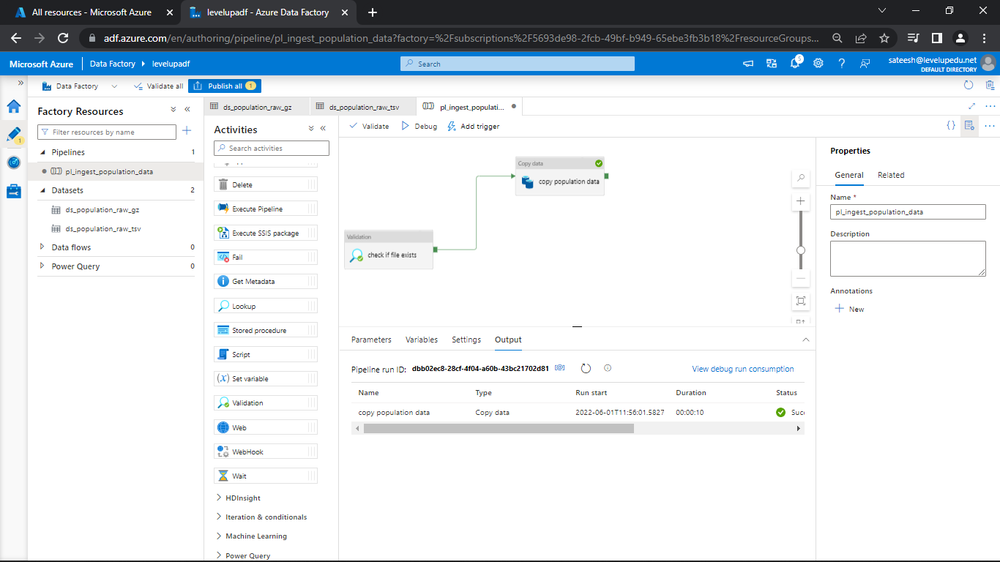 All resources - Microsoft Azure
levelupadf - Azure Data Factory
adf.azure.com/en/authoring/pipeline/pl_ingest_population_data?factory=%2Fsubscriptions%2F5693de98-2fcb-49bf-b949-65ebe3fb3b18%2FresourceGroups...
Microsoft Azure
Data Factory
levelupadf
Search
5
sateesh@levelupedu.net
DEFAULT DIRECTORY
Data Factory
Validate all
Publish all
1
1
Factory Resources
Filter resources by name
Pipelines 1
pl_ingest_population_data
Datasets 2
ds_population_raw_gz
ds_population_raw_tsv
Data flows 0
Power Query 0
ds_population_raw_gz
ds_population_raw_tsv
pl_ingest_populati...
Activities
Search activities
Delete
Execute Pipeline
Execute SSIS package
Fail
Get Metadata
Lookup
Stored procedure
Script
Set variable
Validation
Web
WebHook
Wait
HDInsight
Iteration & conditionals
Machine Learning
Power Query
Validate
Debug
Add trigger
Copy data
copy population data
Validation
check if file exists
Parameters
Variables
Settings
Output
Pipeline run ID: dbb02ec8-28cf-4f04-a60b-43bc21702d81
View debug run consumption
Name Type Run start Duration Status
copy population data Copy data 2022-06-01T11:56:01.5827 00:00:10 Succ
Properties
General
Related
Name *
pl_ingest_population_data
Description
Annotations
New